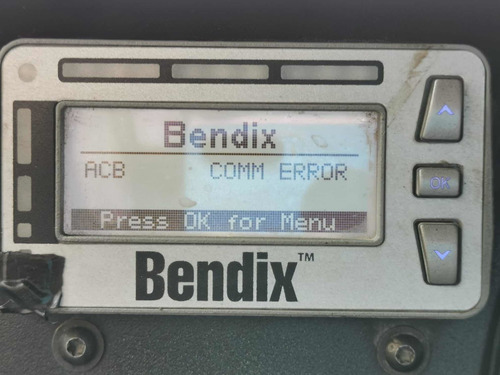 Bendix
ACB COMM ERROR
Press OK for Menu
OK
Bendix™